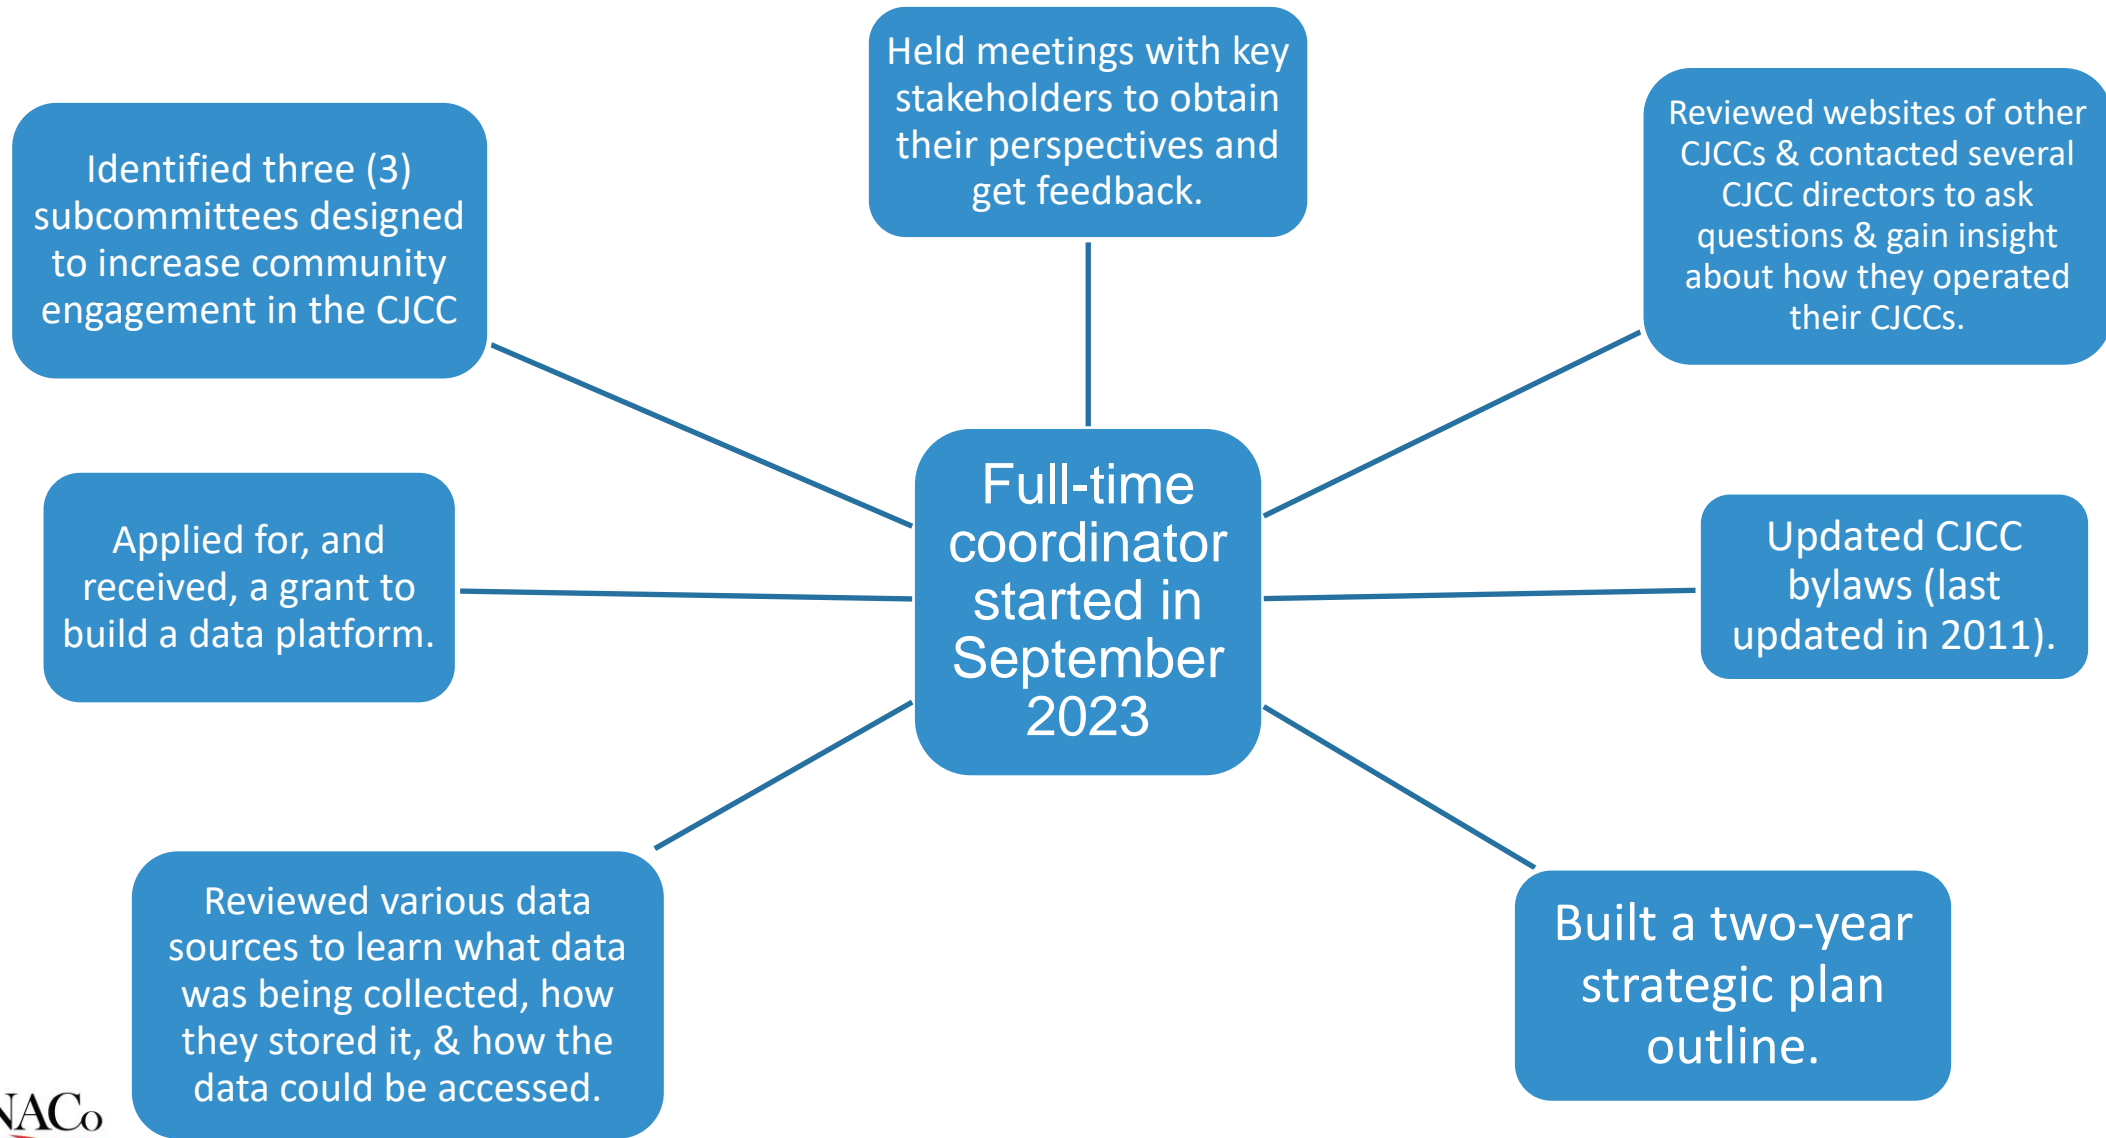 Held meetings with key
stakeholders to obtain
their perspectives and
get feedback.
Reviewed websites of other
CJCCs & contacted several
CJCC directors to ask
questions & gain insight
about how they operated
their CJCCs.
Updated CJCC
bylaws (last
updated in 2011).
Built a two-year
strategic plan
outline.
Reviewed various data
sources to learn what data
was being collected, how
they stored it, & how the
data could be accessed.
Applied for, and
received, a grant to
build a data platform.
Identified three (3)
subcommittees designed
to increase community
engagement in the CJCC
Full-time
coordinator
started in
September
2023
NACo